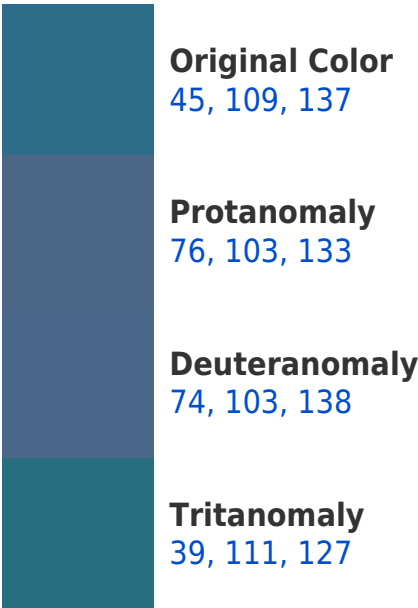 Original Color
45, 109, 137
Protanomaly
76, 103, 133
Deuteranomaly
74, 103, 138
Tritanomaly
39, 111, 127